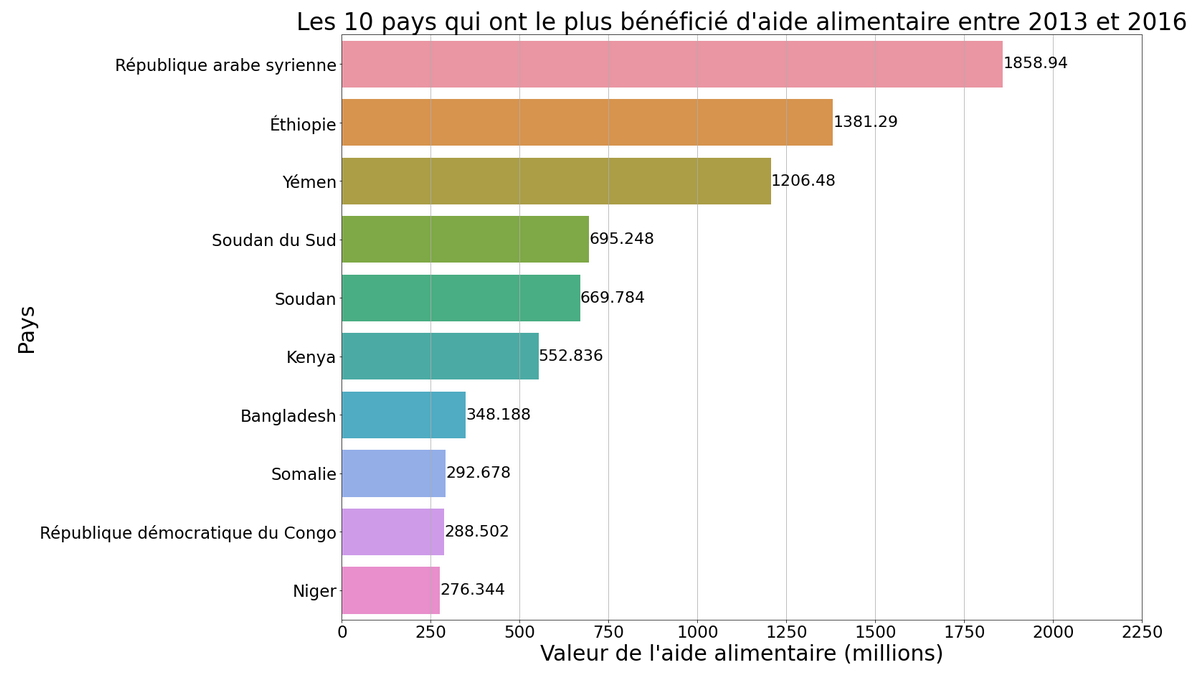 Les 10 pays qui ont le plus bénéficié d'aide alimentaire entre 2013 et 2016
République arabe syrienne 1858.94
Éthiopie 1381.29
Yémen 1206.48
Soudan du Sud 695.248
Soudan 669.784
Pays
Kenya 552.836
Bangladesh 348.188
Somalie 292.678
République démocratique du Congo 288.502
Niger 276.344
0 250 500 750 1000 1250 1500 1750 2000 2250
Valeur de l'aide alimentaire (millions)